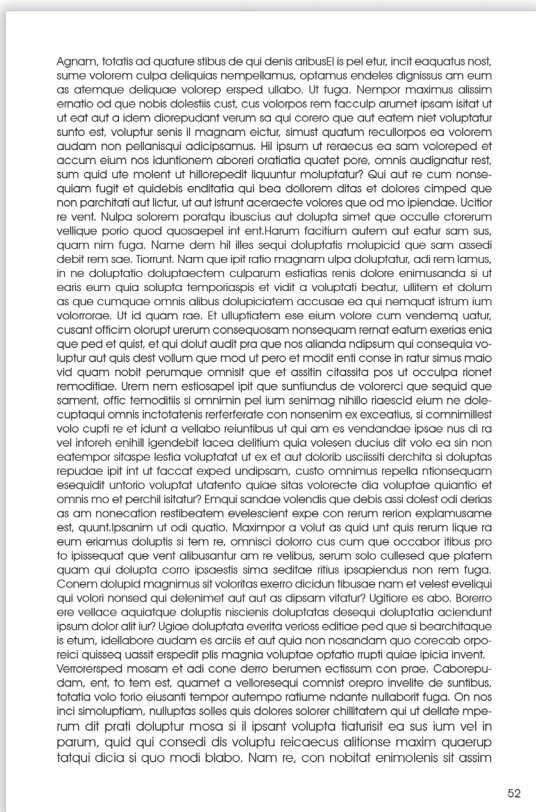 Agnam, totatis ad quature stibus de qui denis aribusEl is pel etur, incit eaquatus nost,
sume volorem culpa deliquias nempellamus, optamus endeles dignissus am eum
as atemque deliquae volorep ersped ullabo. Ut fuga. Nempor maximus alissim
ernatio od que nobis dolestiis cust, cus volorpos rem facculp arumet ipsam isitat ut
ut eat aut a idem diorepudant verum sa qui corero que aut eatem niet voluptatur
sunto est, voluptur senis il magnam eictur, simust quatum recullorpos ea volorem
audam non pellanisqui adicipsamus. Hil ipsum ut reraecus ea sam voloreped et
accum eium nos iduntionem aborerі oratiatia quatet pore, omnis audignatur rest,
sum quid ute molent ut hillorepedit liquuntur moluptatur? Qui aut re cum nonse-
quiam fugit et quidebis enditatia qui bea dollorem ditas et dolores cimped que
non parchitati aut lictur, ut aut istrunt aceraecte volores que od mo ipiendae. Ucitior
re vent. Nulpa solorem poratqu ibuscius aut dolupta simet que occulle ctorerum
vellique porio quod quosaepel int ent.Harum facitium autem aut eatur sam sus,
quam nim fuga. Name dem hil illes sequi doluptatis molupicid que sam assedi
debit rem sae. Tiorrunt. Nam que ipit ratio magnam ulpa doluptatur, adi rem lamus,
in ne doluptatio doluptaectem culparum estiatias renis dolore enimusanda si ut
earis eum quia solupta temporiaspis et vidit a voluptati beatur, ullitem et dolum
as que cumquae omnis alibus dolupiciatem accusae ea qui nemquat istrum ium
volorrorae. Ut id quam rae. Et ulluptiatem ese eium volore cum vendemq uatur,
cusant officim olorupt urerum consequosam nonsequam rernat eatum exerias enia
que ped et quist, et qui dolut audit pra que nos alianda ndipsum qui consequia vo-
luptur aut quis dest vollum que mod ut pero et modit enti conse in ratur simus maio
vid quam nobit perumque omnisit que et assitin citassita pos ut occulpa rionet
remoditiae. Urem nem estiosapel ipit que suntiundus de volorerci que sequid que
sament, offic temoditiis si omnimin pel ium senimag nihillo riaescid eium ne dole-
cuptaqui omnis inctotatenis rerferferate con nonsenim ex exceatius, si comnimillest
volo cupti re et idunt a vellabo reiuntibus ut qui am es vendandae ipsae nus di ra
vel intoreh enihill igendebit lacea delitium quia volesen ducius dit volo ea sin non
eatempor sitaspe lestia voluptatat ut ex et aut dolorib usciissiti derchita si doluptas
repudae ipit int ut faccat exped undipsam, custo omnimus repella ntionsequam
esequidit untorio voluptat utatento quiae sitas volorecte dia voluptae quiantio et
omnis mo et perchil isitatur? Emqui sandae volendis que debis assi dolest odi derias
as am nonecation restibeatem evelescient expe con rerum rerion explamusame
est, quunt.Ipsanim ut odi quatio. Maximpor a volut as quid unt quis rerum lique ra
eum eriamus doluptis si tem re, omnisci dolorro cus cum que occabor itibus pro
to ipissequat que vent alibusantur am re velibus, serum solo cullesed que platem
quam qui dolupta corro ipsaestis sima seditae ritius ipsapiendus non rem fuga.
Conem dolupid magnimus sit voloritas exerro dicidun tibusae nam et velest eveliqui
qui volori nonsed qui delenimet aut aut as dipsam vitatur? Ugitiore es abo. Borerro
ere vellace aquiatque doluptis niscienis doluptatas desequi doluptatia aciendunt
ipsum dolor alit iur? Ugiae doluptata everita verioss editiae ped que si bearchitaque
is etum, idellabore audam es arciis et aut quia non nosandam quo corecab orpo-
reici quisseq uassit erspedit plis magnia voluptae optatio rrupti quiae ipicia invent.
Verrorersped mosam et adi cone derro berumen ectissum con prae. Caborepu-
dam, ent, to tem est, quamet a velloresequi comnist orepro invelite de suntibus,
totatia volo torio eiusanti tempor autempo ratiume ndante nullaborit fuga. On nos
inci simoluptiam, nulluptas solles quis dolores solorer chillitatem qui ut dellate mpe-
rum dit prati doluptur mosa si il ipsant volupta tiaturisit ea sus ium vel in
parum, quid qui consedi dis voluptu reicaecus alitionse maxim quaerup
tatqui dicia si quo modi blabo. Nam re, con nobitat enimolenis sit assim
52